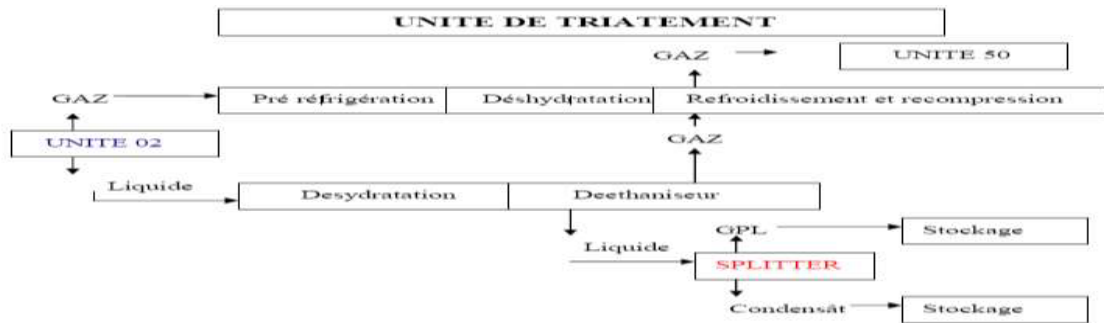 UNITE DE TRIATEMENT
GAZ
UNITE 50
GAZ
Pré réfrigération
Déshydratation
Refroidissement et recompression
UNITE 02
GAZ
Liquide
Desydratation
Deethaniseur
GPL
Stockage
Liquide
SPLITTER
Condensât
Stockage